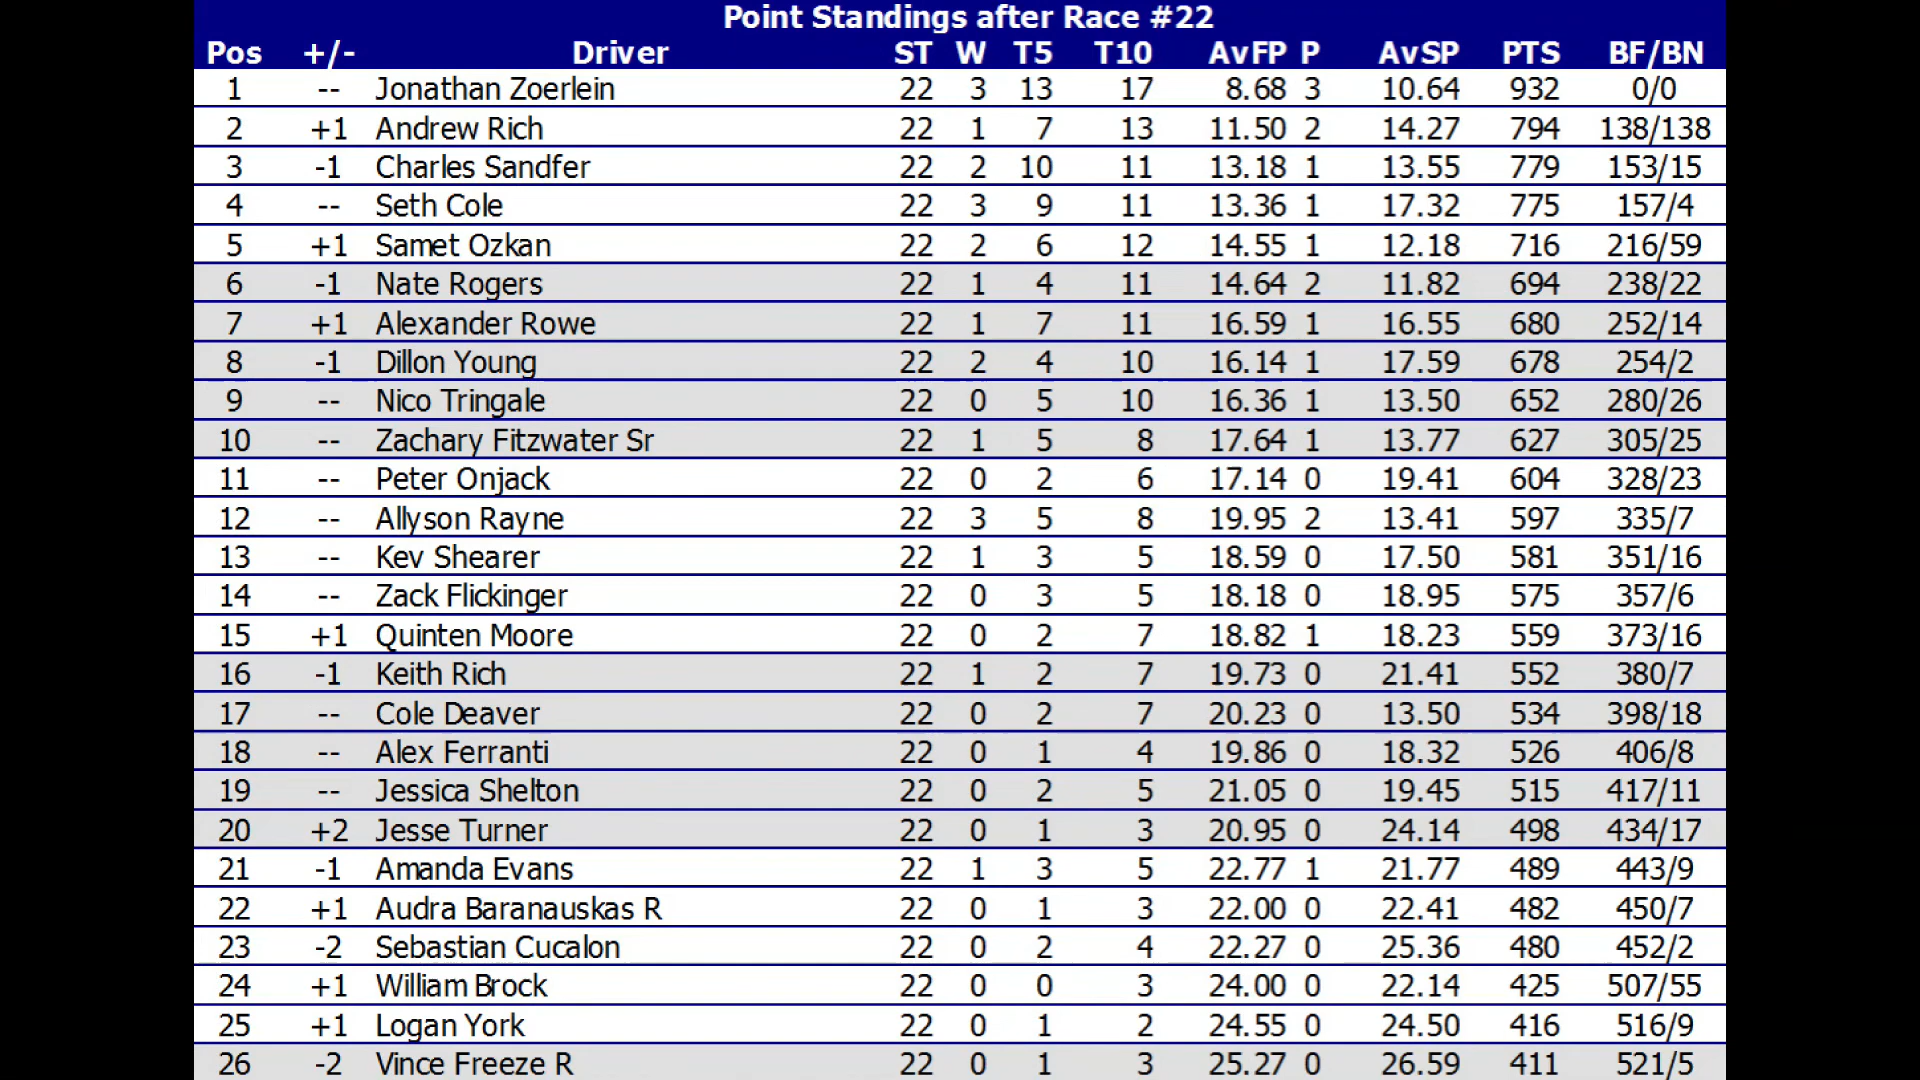 Point Standings after Race #22
Pos +/- Driver ST W T5 T10 AvFP P AvSP PTS BF/BN
1 -- Jonathan Zoerlein 22 3 13 17 8.68 3 10.64 932 0/0
2 +1 Andrew Rich 22 1 7 13 11.50 2 14.27 794 138/138
3 -1 Charles Sandfer 22 2 10 11 13.18 1 13.55 779 153/15
4 -- Seth Cole 22 3 9 11 13.36 1 17.32 775 157/4
5 +1 Samet Ozkan 22 2 6 12 14.55 1 12.18 716 216/59
6 -1 Nate Rogers 22 1 4 11 14.64 2 11.82 694 238/22
7 +1 Alexander Rowe 22 1 7 11 16.59 1 16.55 680 252/14
8 -1 Dillon Young 22 2 4 10 16.14 1 17.59 678 254/2
9 -- Nico Tringale 22 0 5 10 16.36 1 13.50 652 280/26
10 -- Zachary Fitzwater Sr 22 1 5 8 17.64 1 13.77 627 305/25
11 -- Peter Onjack 22 0 2 6 17.14 0 19.41 604 328/23
12 -- Allyson Rayne 22 3 5 8 19.95 2 13.41 597 335/7
13 -- Kev Shearer 22 1 3 5 18.59 0 17.50 581 351/16
14 -- Zack Flickinger 22 0 3 5 18.18 0 18.95 575 357/6
15 +1 Quinten Moore 22 0 2 7 18.82 1 18.23 559 373/16
16 -1 Keith Rich 22 1 2 7 19.73 0 21.41 552 380/7
17 -- Cole Deaver 22 0 2 7 20.23 0 13.50 534 398/18
18 -- Alex Ferranti 22 0 1 4 19.86 0 18.32 526 406/8
19 -- Jessica Shelton 22 0 2 5 21.05 0 19.45 515 417/11
20 +2 Jesse Turner 22 0 1 3 20.95 0 24.14 498 434/17
21 -1 Amanda Evans 22 1 3 5 22.77 1 21.77 489 443/9
22 +1 Audra Baranauskas R 22 0 1 3 22.00 0 22.41 482 450/7
23 -2 Sebastian Cucalon 22 0 2 4 22.27 0 25.36 480 452/2
24 +1 William Brock 22 0 0 3 24.00 0 22.14 425 507/55
25 +1 Logan York 22 0 1 2 24.55 0 24.50 416 516/9
26 -2 Vince Freeze R 22 0 1 3 25.27 0 26.59 411 521/5